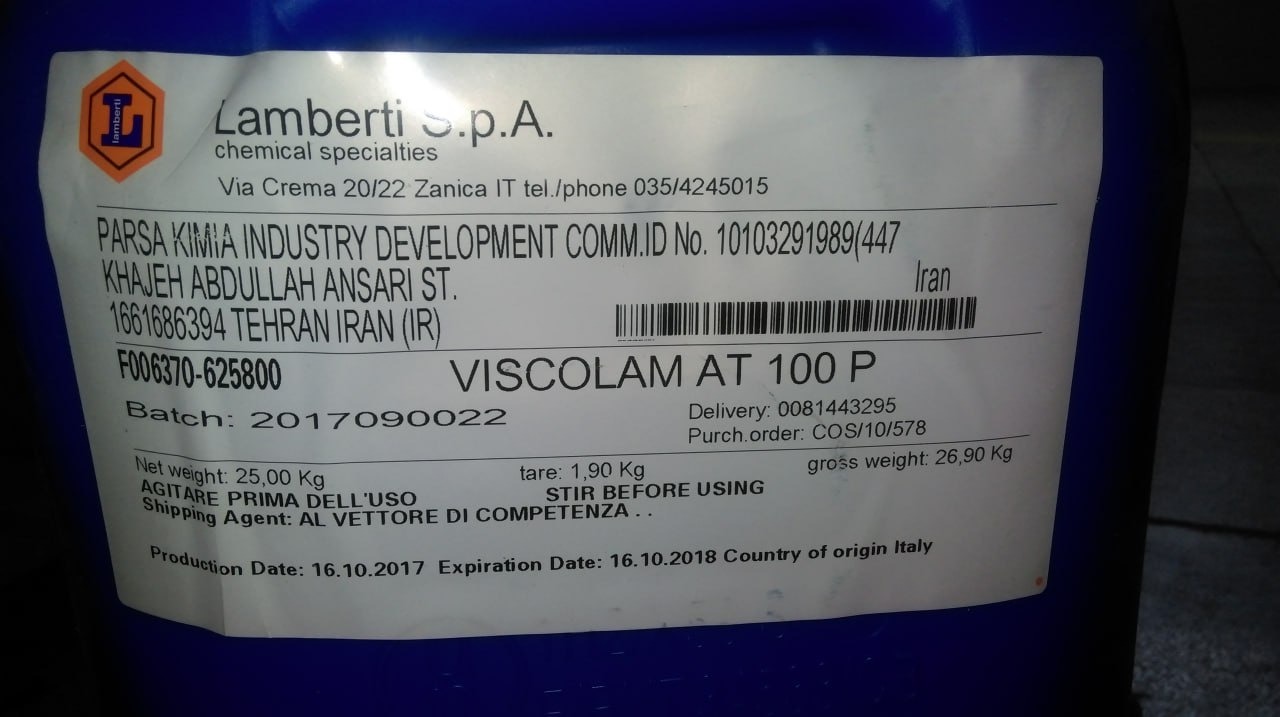 lamberti
L
Lamberti S.p.A.
chemical specialties
Via Crema 20/22 Zanica IT tel./phone 035/4245015
PARSA KIMIA INDUSTRY DEVELOPMENT COMM.ID No. 10103291989(447
KHAJEH ABDULLAH ANSARI ST.
Iran
1661686394 TEHRAN IRAN (IR)
F006370-625800
VISCOLAM AT 100 P
Batch: 2017090022
Delivery: 0081443295
Purch.order: COS/10/578
Net weight: 25,00 Kg
tare: 1,90 Kg
gross weight: 26,90 Kg
AGITARE PRIMA DELL'USO
STIR BEFORE USING
Shipping Agent: AL VETTORE DI COMPETENZA . .
Production Date: 16.10.2017 Expiration Date: 16.10.2018 Country of origin Italy